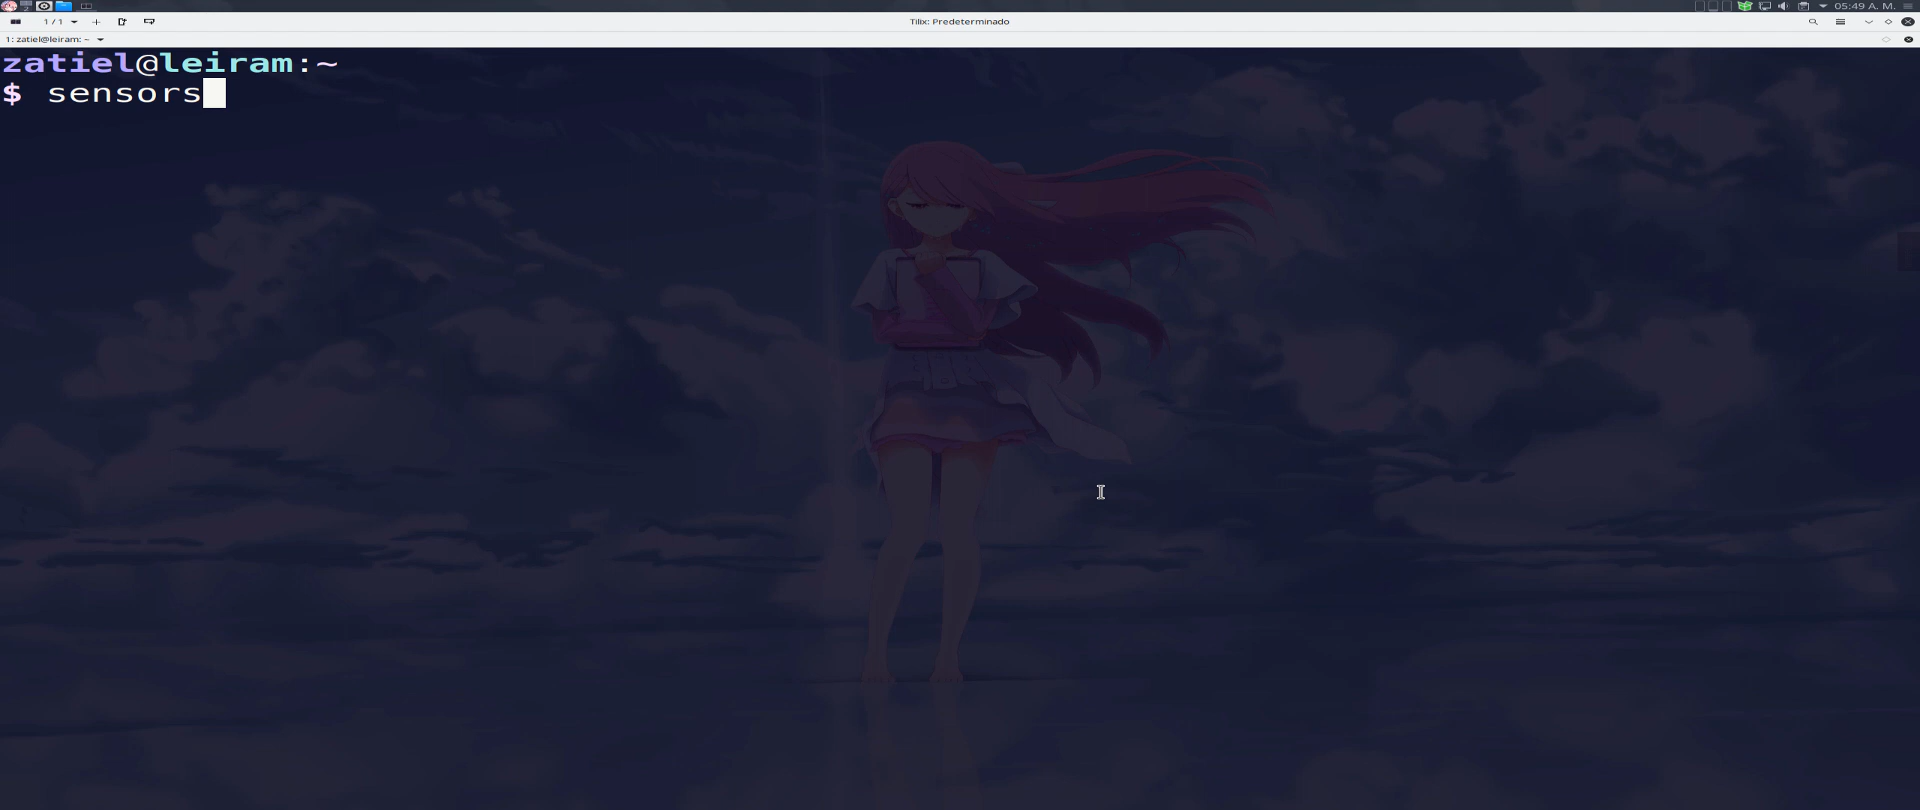 05:49 A. M.
1 / 1
Tilix: Predeterminado
1: zatiel@leiram: ~
zatiel@leiram:~
$ sensors